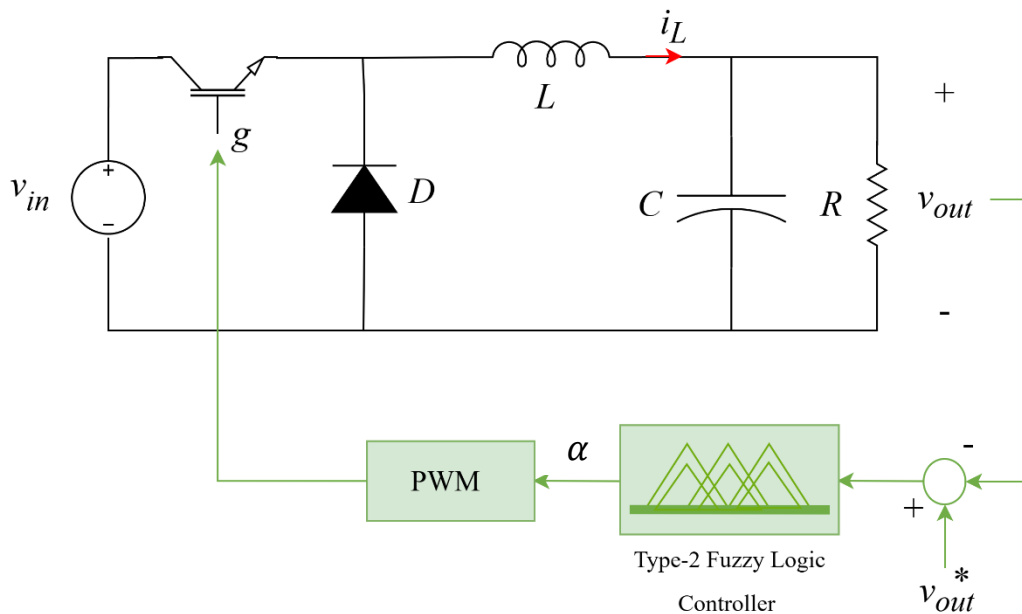 i_L
L
g
+
v_in
-
D
C
R
+
v_out
-
α
PWM
-
+
Type-2 Fuzzy Logic
Controller
v_out*